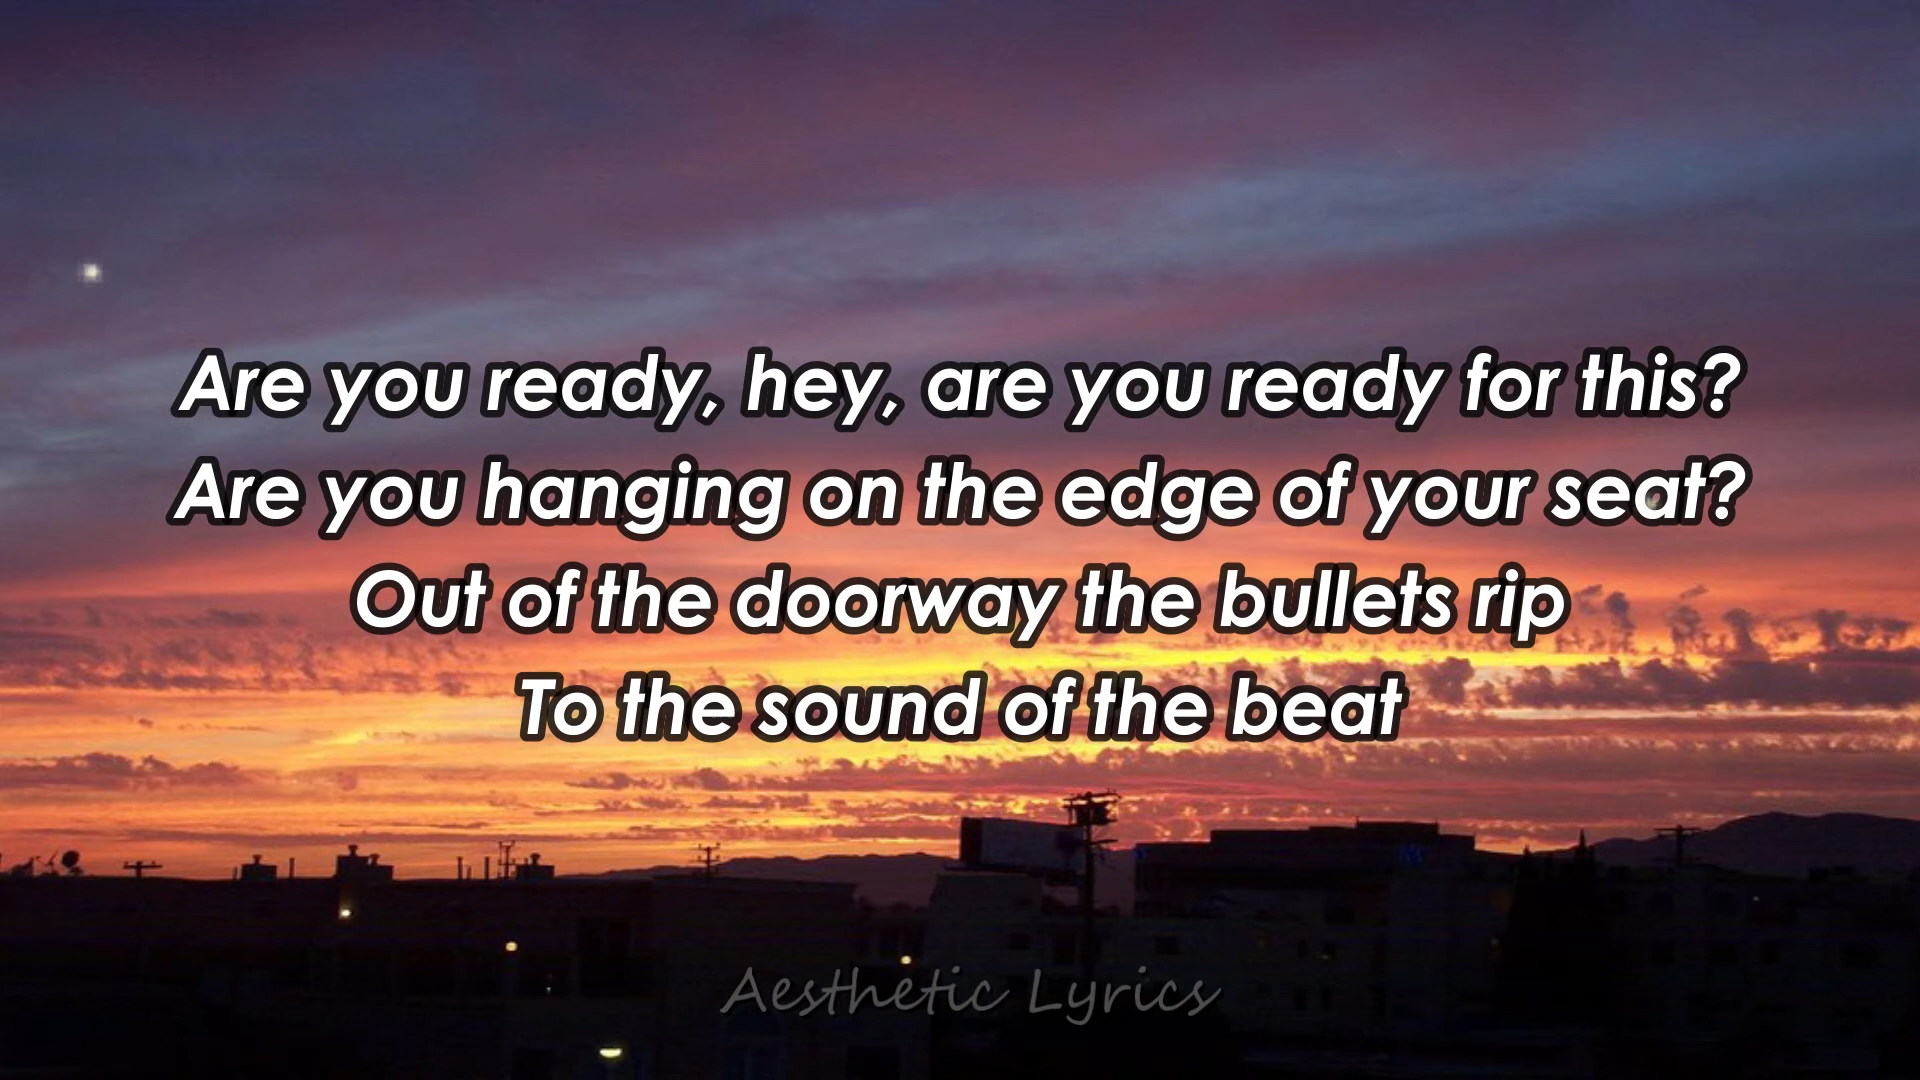 Are you ready, hey, are you ready for this?
Are you hanging on the edge of your seat?
Out of the doorway the bullets rip
To the sound of the beat
Aesthetic Lyrics